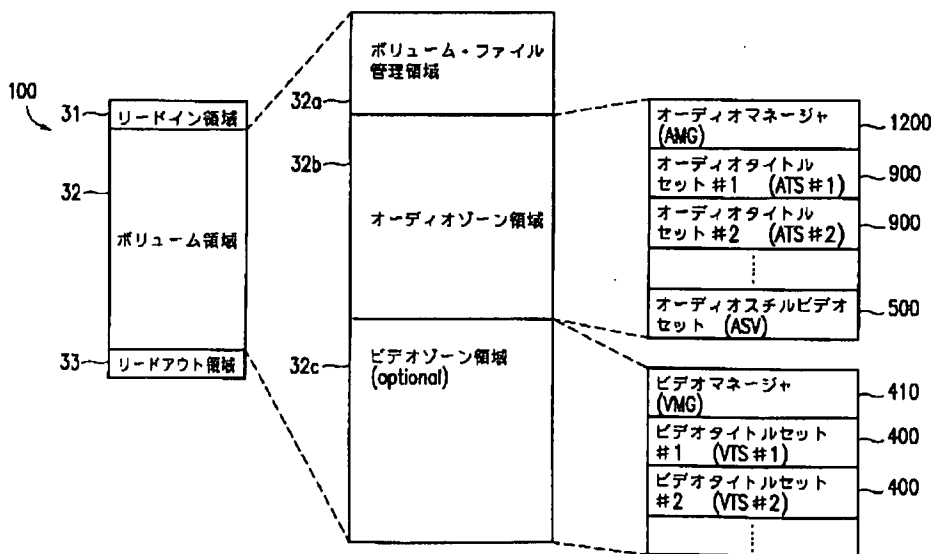 100
31
リードイン領域
32
ボリューム領域
33
リードアウト領域
ボリューム・ファイル
管理領域
32a
32b
オーディオゾーン領域
32c
ビデオゾーン領域
(optional)
オーディオマネージャ
(AMG)
1200
オーディオタイトル
セット#1 (ATS#1)
900
オーディオタイトル
セット#2 (ATS#2)
900
オーディオスチルビデオ
セット (ASV)
500
ビデオマネージャ
(VMG)
410
ビデオタイトルセット
#1 (VTS#1)
400
ビデオタイトルセット
#2 (VTS#2)
400